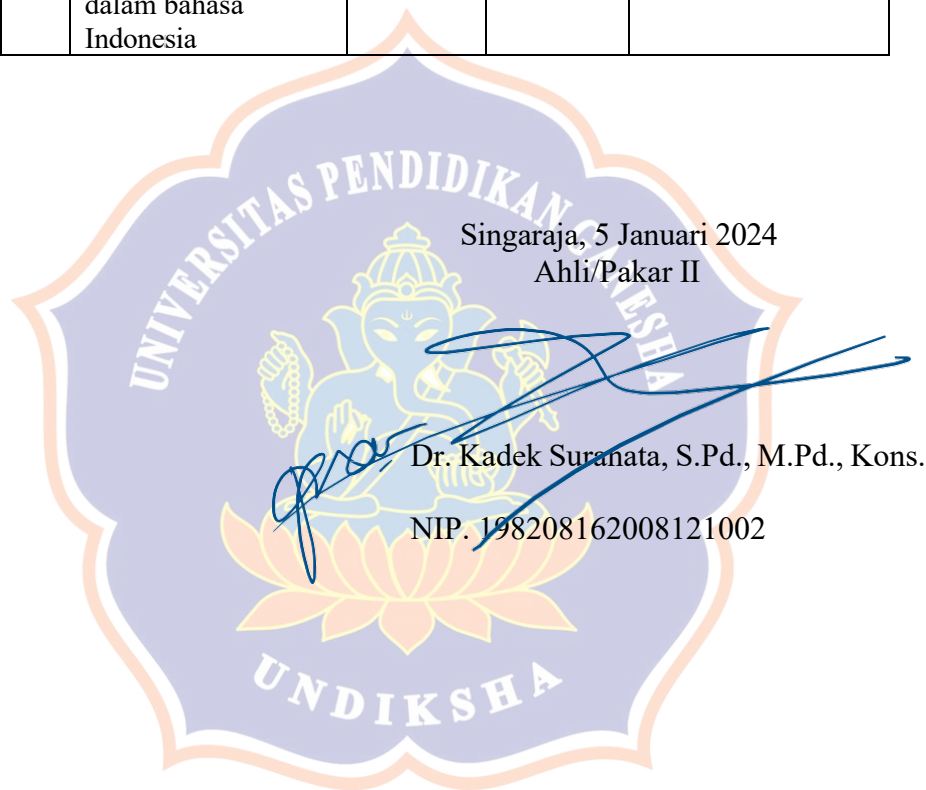 dalam bahasa
Indonesia
UNIVERSITAS PENDIDIKAN GANESHA
Singaraja, 5 Januari 2024
Ahli/Pakar II
Dr. Kadek Suranata, S.Pd., M.Pd., Kons.
NIP. 198208162008121002
UNDIKSHA